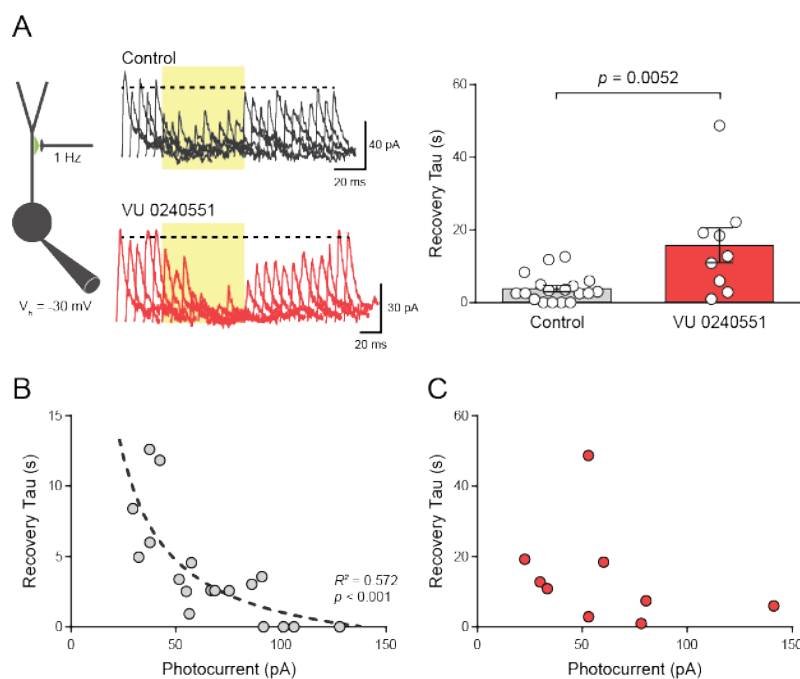 A
Control
1 Hz
40 pA
20 ms
VU 0240551
Vh = -30 mV
30 pA
20 ms
p = 0.0052
60
40
20
0
Recovery Tau (s)
Control
VU 0240551
B
15
10
5
0
Recovery Tau (s)
R² = 0.572
p < 0.001
0
50
100
150
Photocurrent (pA)
C
60
40
20
0
Recovery Tau (s)
0
50
100
150
Photocurrent (pA)